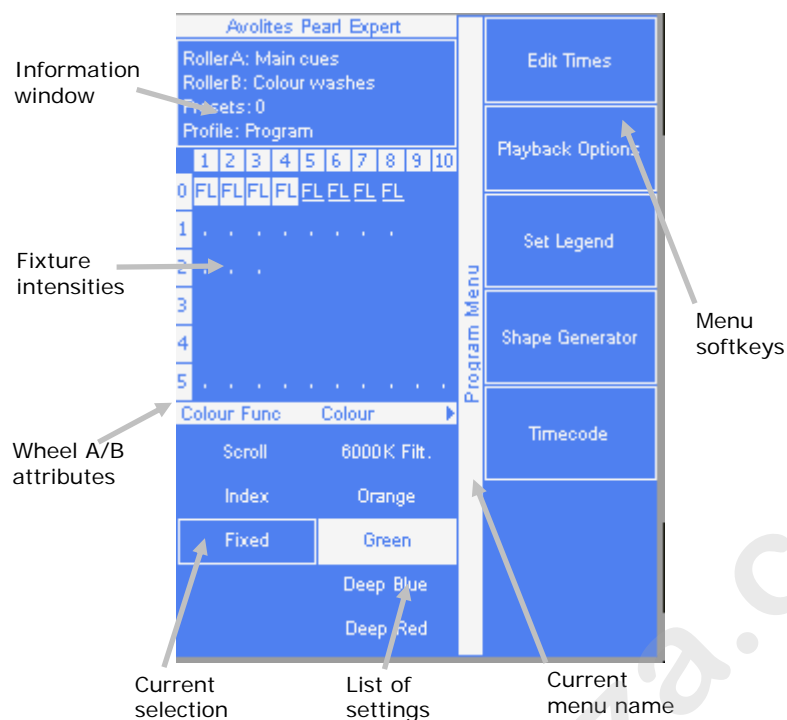 Avolites Pearl Expert
RollerA: Main cues
RollerB: Colour washes
Presets: 0
Profile: Program
1 2 3 4 5 6 7 8 9 10
0 FL FL FL FL FL FL FL FL
1 . . . . . . . .
2 . . .
3
4
5 . . . . . . . . . .
Colour Func Colour
Scroll 6000K Filt.
Index Orange
Fixed Green
Deep Blue
Deep Red
Program Menu
Edit Times
Playback Options
Set Legend
Shape Generator
Timecode
Information
window
Fixture
intensities
Wheel A/B
attributes
Menu
softkeys
Current
selection
List of
settings
Current
menu name
za.c